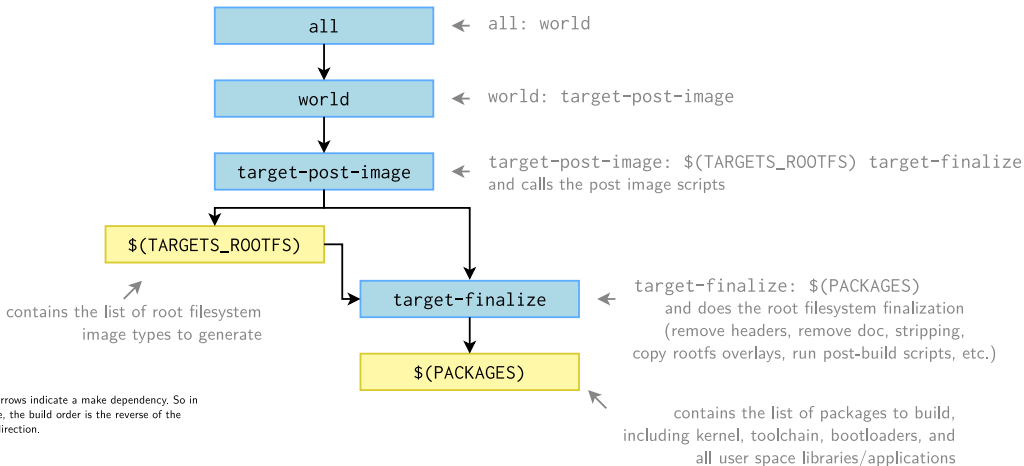 all
all: world
world
world: target-post-image
target-post-image
target-post-image: $(TARGETS_ROOTFS) target-finalize
and calls the post image scripts
$(TARGETS_ROOTFS)
contains the list of root filesystem
image types to generate
target-finalize
target-finalize: $(PACKAGES)
and does the root filesystem finalization
(remove headers, remove doc, stripping,
copy rootfs overlays, run post-build scripts, etc.)
$(PACKAGES)
contains the list of packages to build,
including kernel, toolchain, bootloaders, and
all user space libraries/applications
indicate a make dependency. So in
the build order is the reverse of the